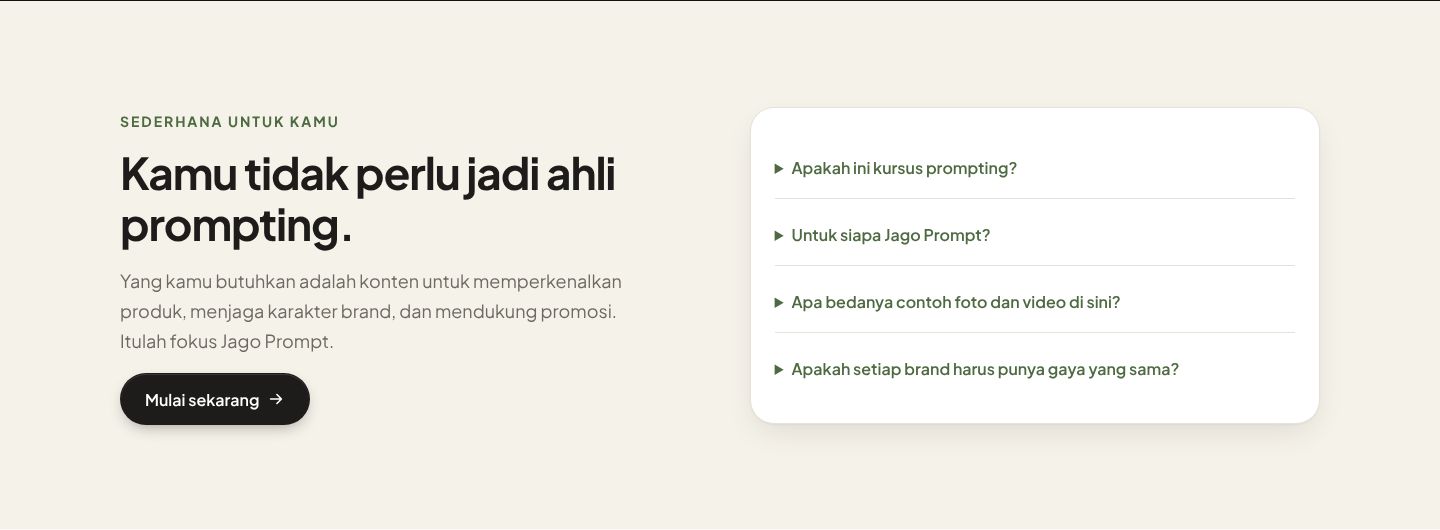 SEDERHANA UNTUK KAMU
Kamu tidak perlu jadi ahli
prompting.
Yang kamu butuhkan adalah konten untuk memperkenalkan
produk, menjaga karakter brand, dan mendukung promosi.
Itulah fokus Jago Prompt.
Mulai sekarang →
Apakah ini kursus prompting?
Untuk siapa Jago Prompt?
Apa bedanya contoh foto dan video di sini?
Apakah setiap brand harus punya gaya yang sama?